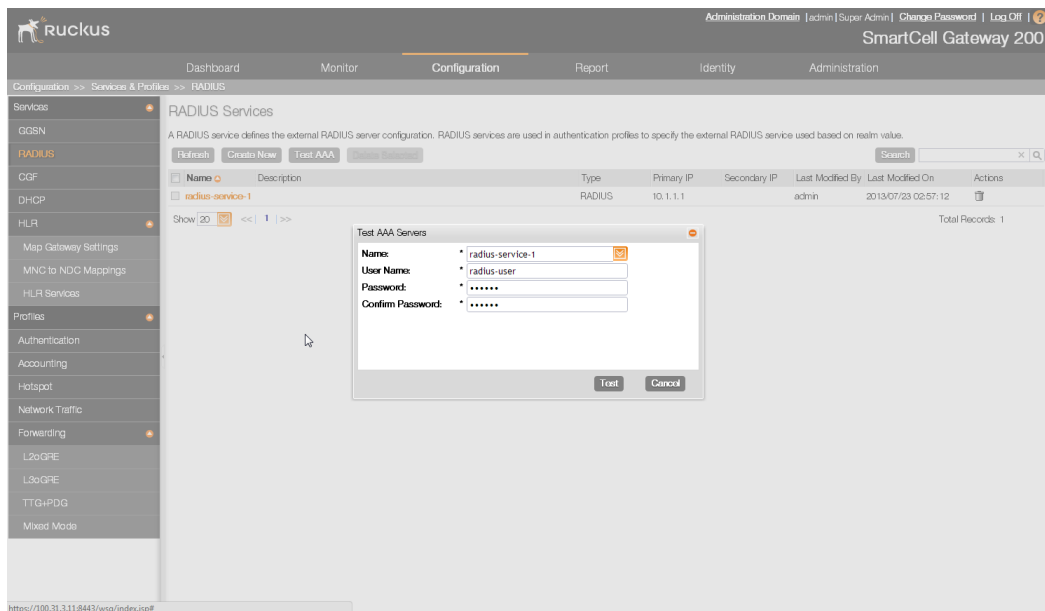 Ruckus
Administration Domain | admin | Super Admin | Change Password | Log Off | ?
SmartCell Gateway 200
Dashboard Monitor Configuration Report Identity Administration
Configuration >> Services & Profiles >> RADIUS
Services
GGSN
RADIUS
CGF
DHCP
HLR
Map Gateway Settings
MNC to NDC Mappings
HLR Services
Profiles
Authentication
Accounting
Hotspot
Network Traffic
Forwarding
L2oGRE
L3oGRE
TTG+PDG
Mixed Mode
RADIUS Services
A RADIUS service defines the external RADIUS server configuration. RADIUS services are used in authentication profiles to specify the external RADIUS service used based on realm value.
Refresh Create New Test AAA Delete Selected Search
Name Description Type Primary IP Secondary IP Last Modified By Last Modified On Actions
radius-service-1 RADIUS 10.1.1.1 admin 2013/07/23 02:57:12
Show 20 << | 1 | >> Total Records: 1
Test AAA Servers
Name: * radius-service-1
User Name: * radius-user
Password: * ••••••
Confirm Password: * ••••••
Test Cancel
https://100.31.3.11:8443/wsg/index.jsp#